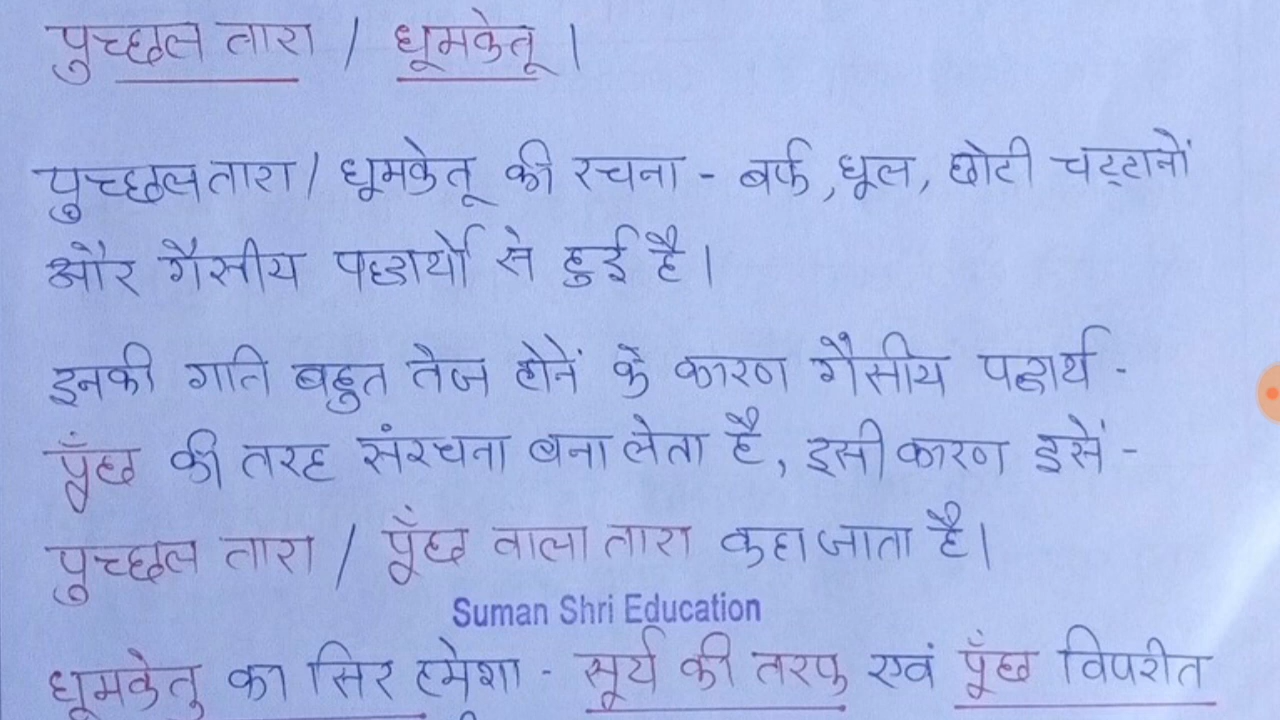 पुच्छल तारा / धूमकेतू ।
पुच्छलतारा / धूमकेतू की रचना - बर्फ , धूल , छोटी चट्टानों
और गैसीय पदार्थो से हुई है ।
इनकी गति बहुत तेज होनें के कारण गैसीय पदार्थ -
पूँछ की तरह संरचना बना लेता है , इसी कारण इसें -
पुच्छल तारा / पूँछ वाला तारा कहा जाता है ।
Suman Shri Education
धूमकेतु का सिर हमेशा - सूर्य की तरफ एवं पूँछ विपरीत